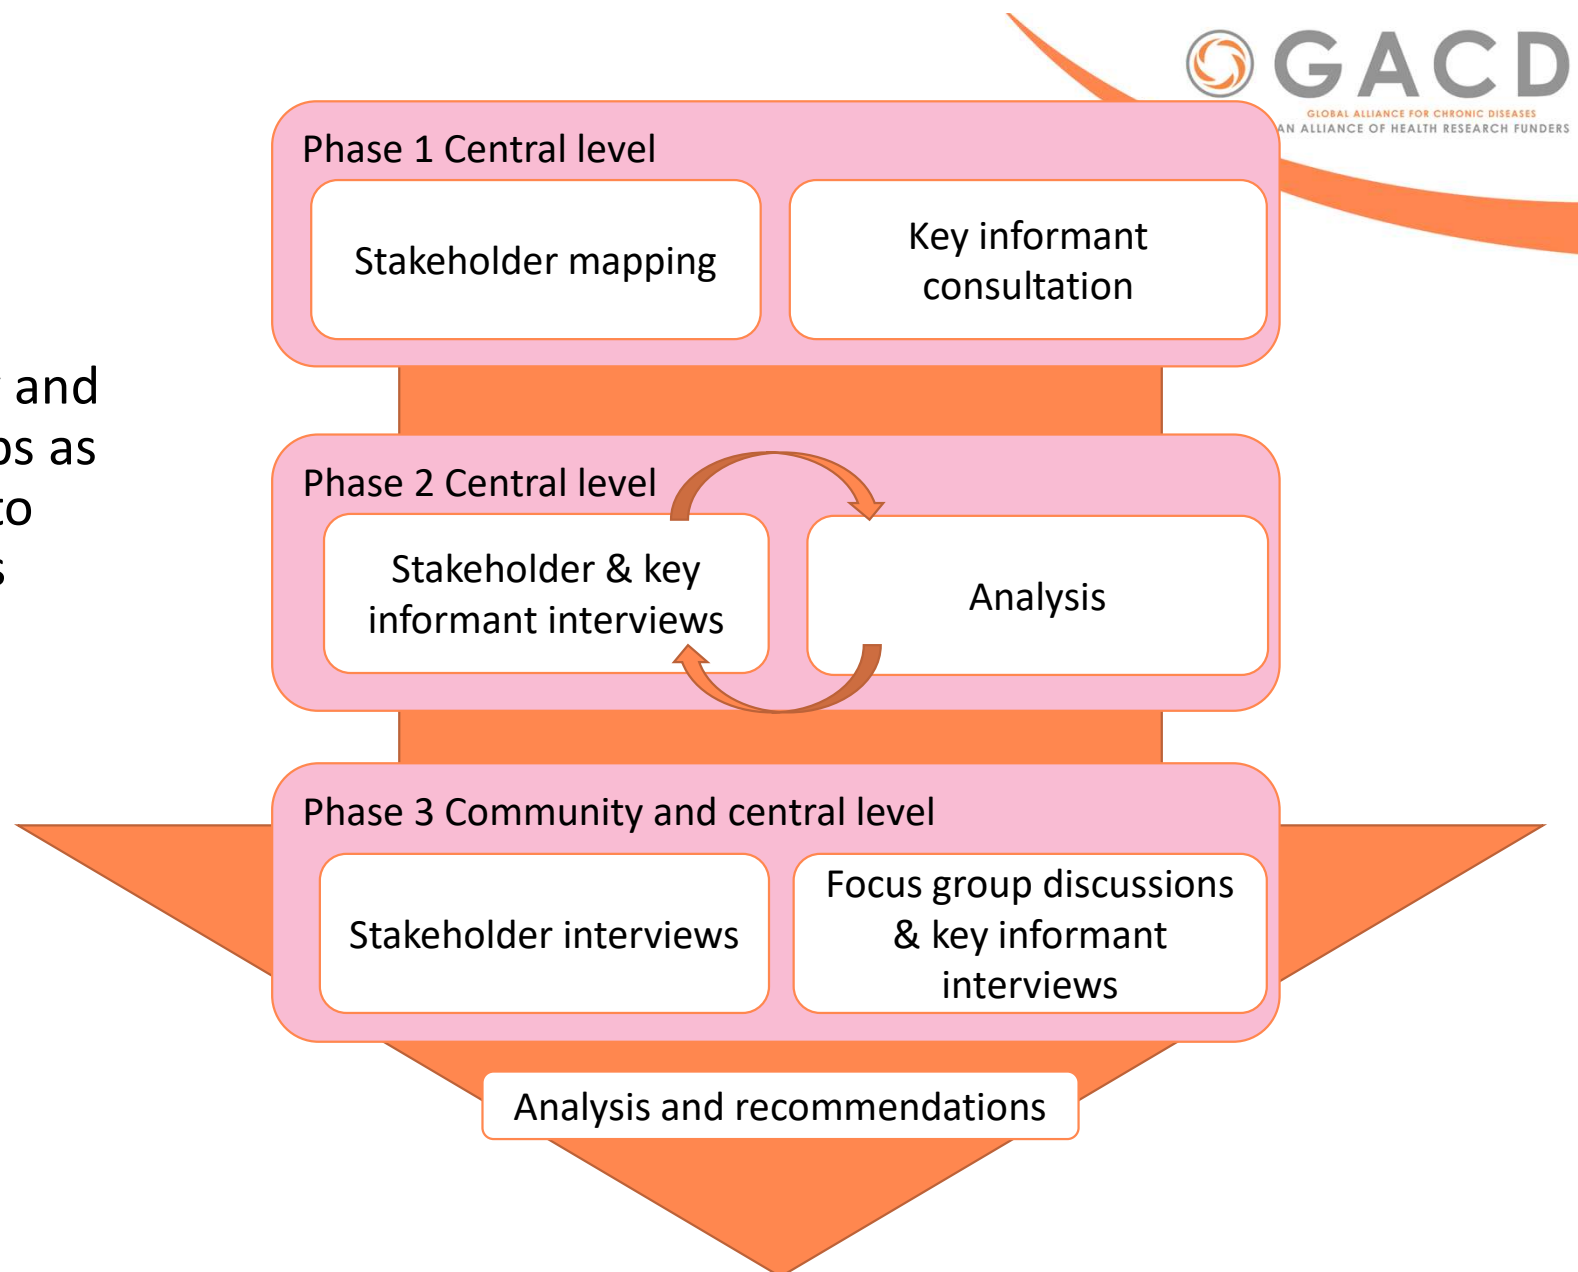 GACD
GLOBAL ALLIANCE FOR CHRONIC DISEASES
AN ALLIANCE OF HEALTH RESEARCH FUNDERS
Phase 1 Central level
Stakeholder mapping
Key informant
consultation
and
as
to
Phase 2 Central level
Stakeholder & key
informant interviews
Analysis
Phase 3 Community and central level
Stakeholder interviews
Focus group discussions
& key informant
interviews
Analysis and recommendations